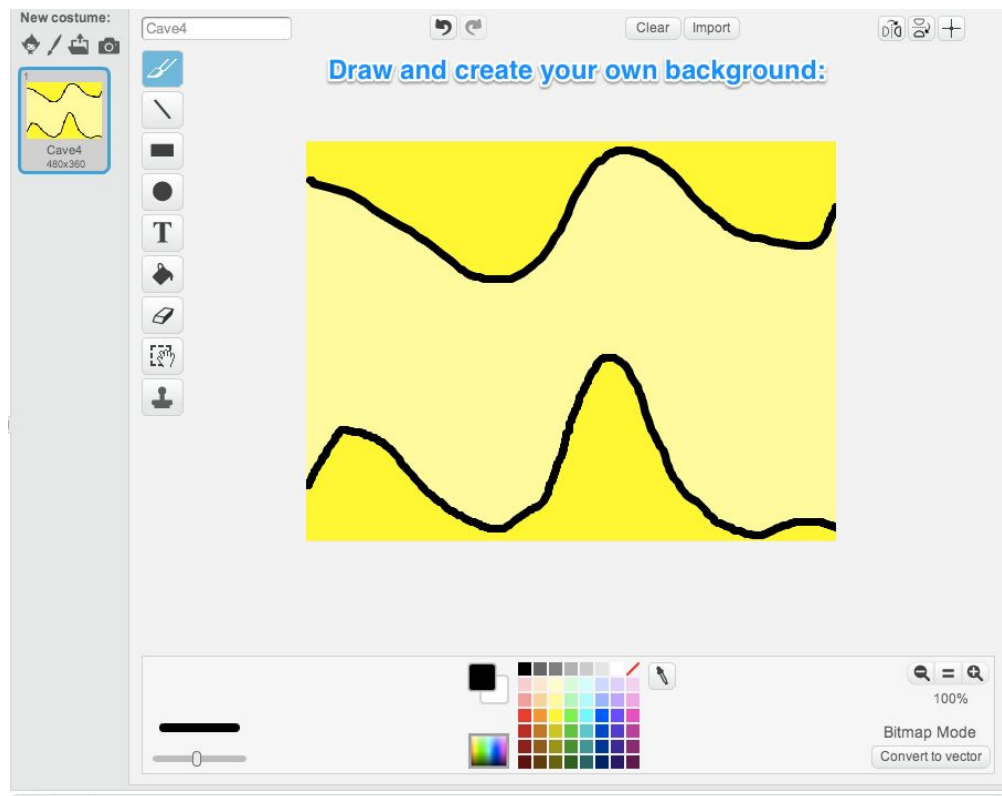 New costume:
Cave4
Clear
Import
Draw and create your own background:
1
Cave4
480x360
T
100%
Bitmap Mode
Convert to vector